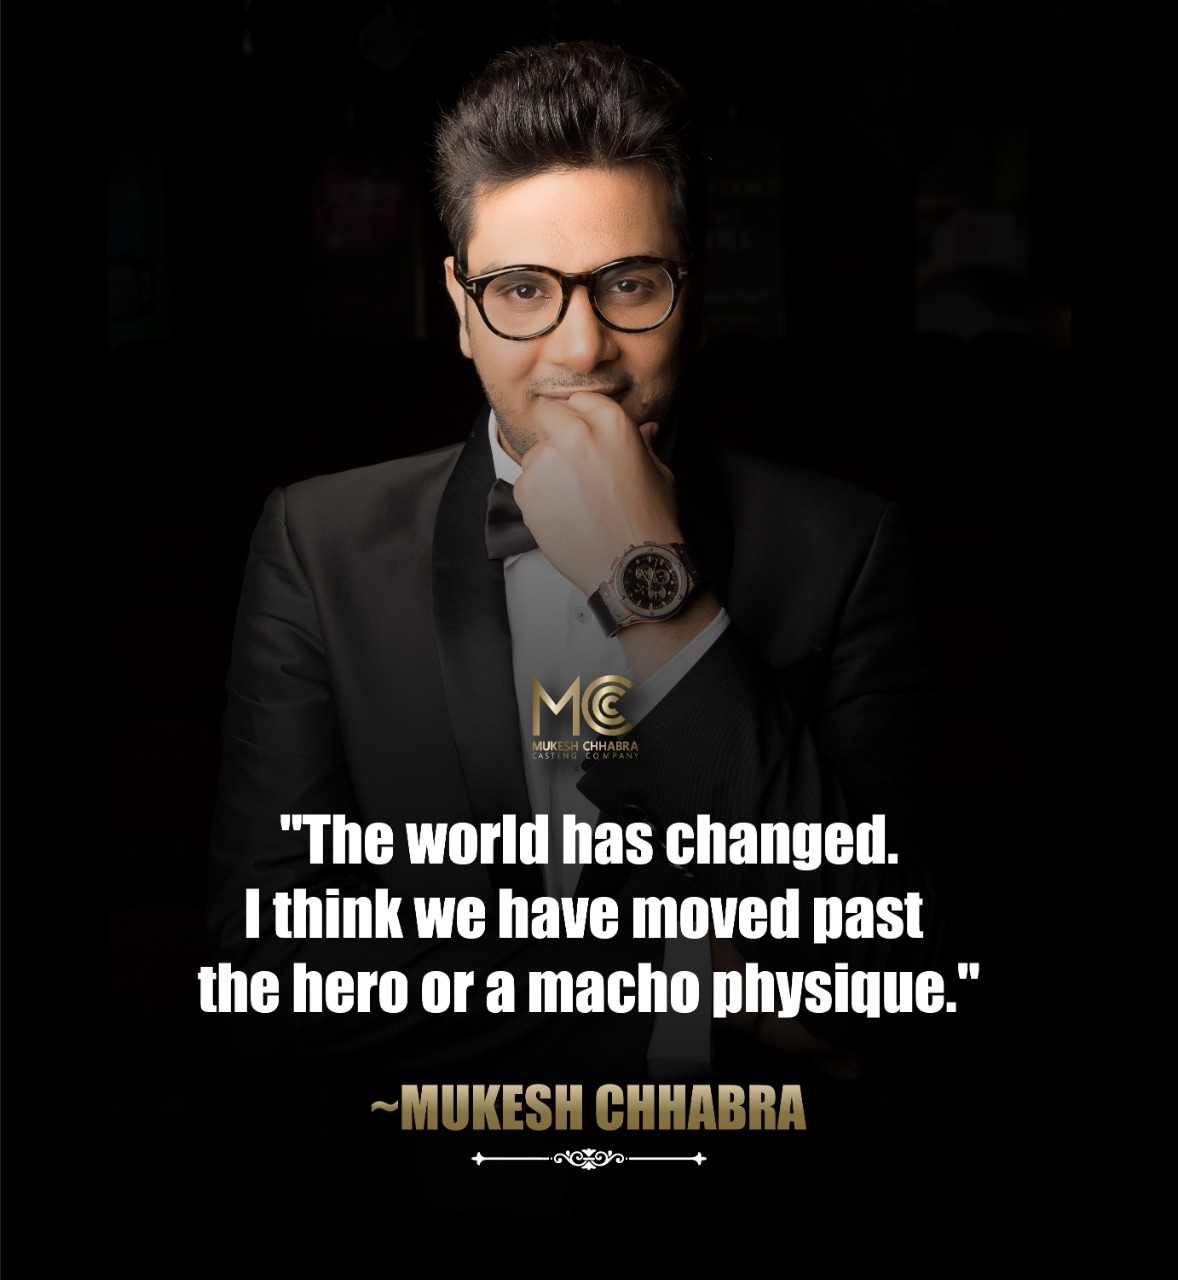 MCC
MUKESH CHHABRA
CASTING COMPANY
"The world has changed.
I think we have moved past
the hero or a macho physique."
~MUKESH CHHABRA